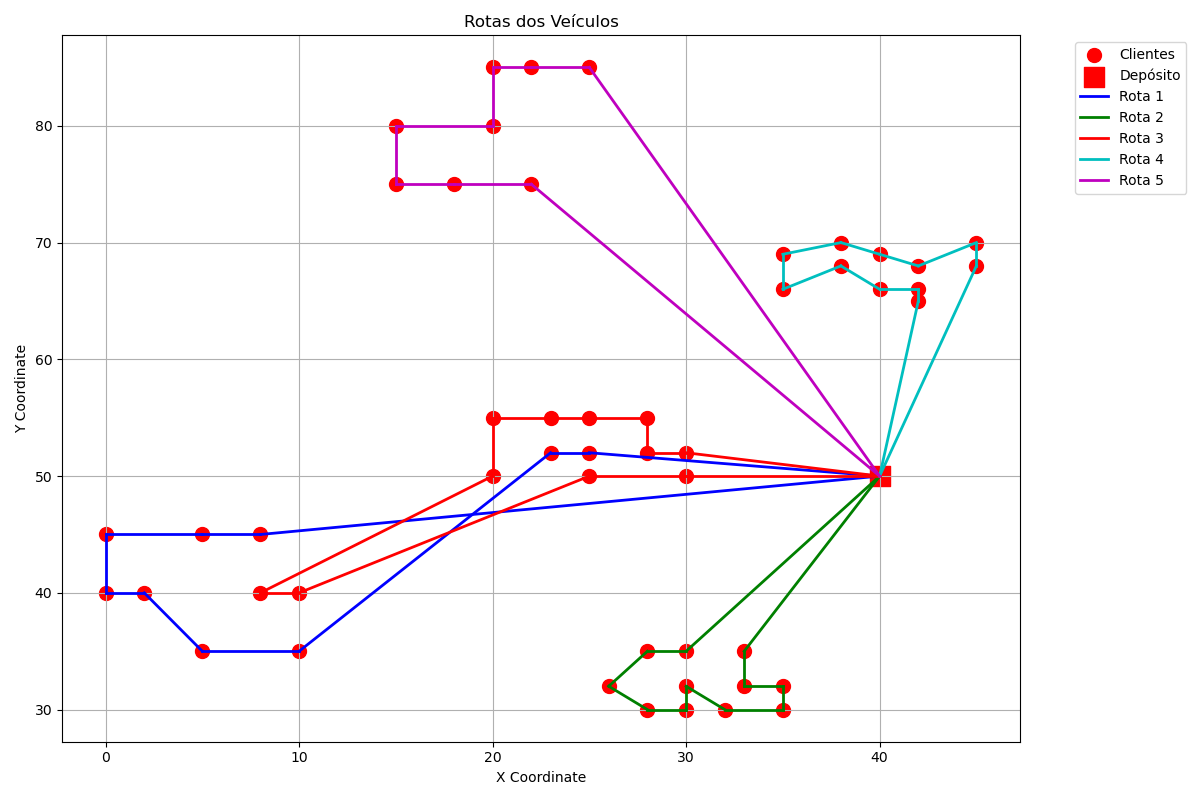 Rotas dos Veículos
Clientes
Depósito
Rota 1
Rota 2
Rota 3
Rota 4
Rota 5
Y Coordinate
80
70
60
50
40
30
0 10 20 30 40
X Coordinate